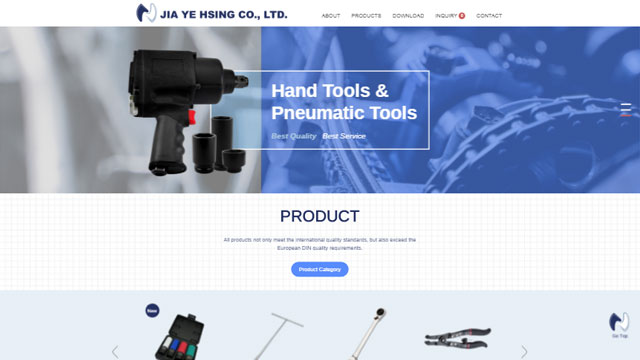 JIA YE HSING CO., LTD.
ABOUT PRODUCTS DOWNLOAD INQUIRY 0 CONTACT
Hand Tools &
Pneumatic Tools
Best Quality Best Service
PRODUCT
All products not only meet the international quality standards, but also exceed the
European DIN quality requirements.
Product Category
New
Go Top